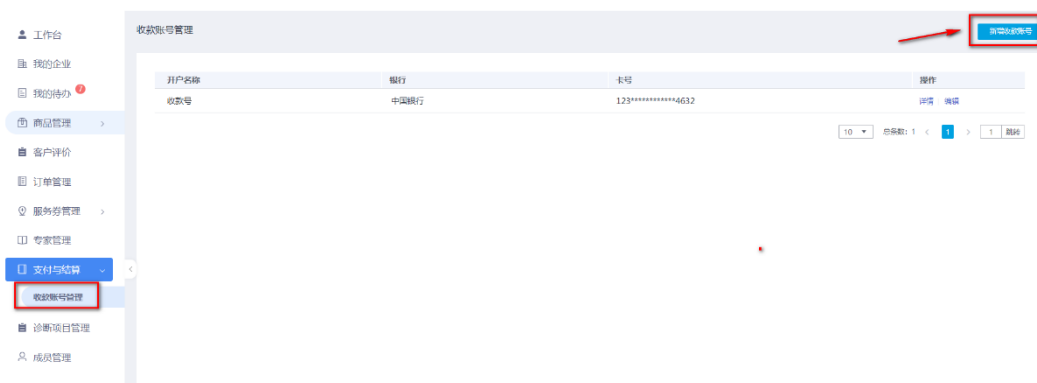 工作台
我的企业
我的待办 7
商品管理
客户评价
订单管理
服务券管理
专家管理
支付与结算
收款账号管理
诊断项目管理
成员管理
收款账号管理
新增收款账号
开户名称 银行 卡号 操作
收款号 中国银行 123************4632 详情 编辑
10 总条数: 1 < 1 > 1 跳转